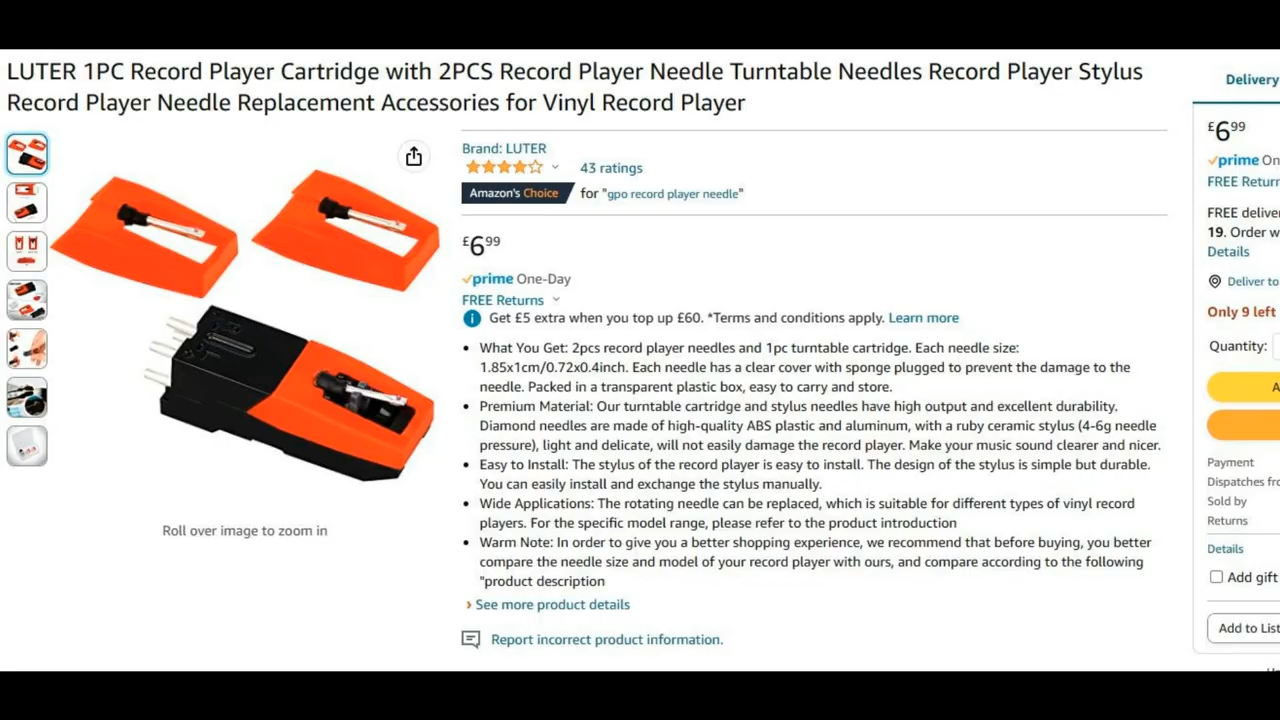 LUTER 1PC Record Player Cartridge with 2PCS Record Player Needle Turntable Needles Record Player Stylus
Record Player Needle Replacement Accessories for Vinyl Record Player
Brand: LUTER
43 ratings
Amazon's Choice for "gpo record player needle"
£6⁹⁹
prime One-Day
FREE Returns
Get £5 extra when you top up £60. *Terms and conditions apply. Learn more
• What You Get: 2pcs record player needles and 1pc turntable cartridge. Each needle size:
1.85x1cm/0.72x0.4inch. Each needle has a clear cover with sponge plugged to prevent the damage to the
needle. Packed in a transparent plastic box, easy to carry and store.
• Premium Material: Our turntable cartridge and stylus needles have high output and excellent durability.
Diamond needles are made of high-quality ABS plastic and aluminum, with a ruby ceramic stylus (4-6g needle
pressure), light and delicate, will not easily damage the record player. Make your music sound clearer and nicer.
• Easy to Install: The stylus of the record player is easy to install. The design of the stylus is simple but durable.
You can easily install and exchange the stylus manually.
• Wide Applications: The rotating needle can be replaced, which is suitable for different types of vinyl record
players. For the specific model range, please refer to the product introduction
• Warm Note: In order to give you a better shopping experience, we recommend that before buying, you better
compare the needle size and model of your record player with ours, and compare according to the following
"product description
› See more product details
Report incorrect product information.
Roll over image to zoom in
Delivery
£6⁹⁹
prime On
FREE Return
FREE delive
19. Order w
Details
Deliver to
Only 9 left
Quantity:
A
Payment
Dispatches fro
Sold by
Returns
Details
Add gift
Add to List